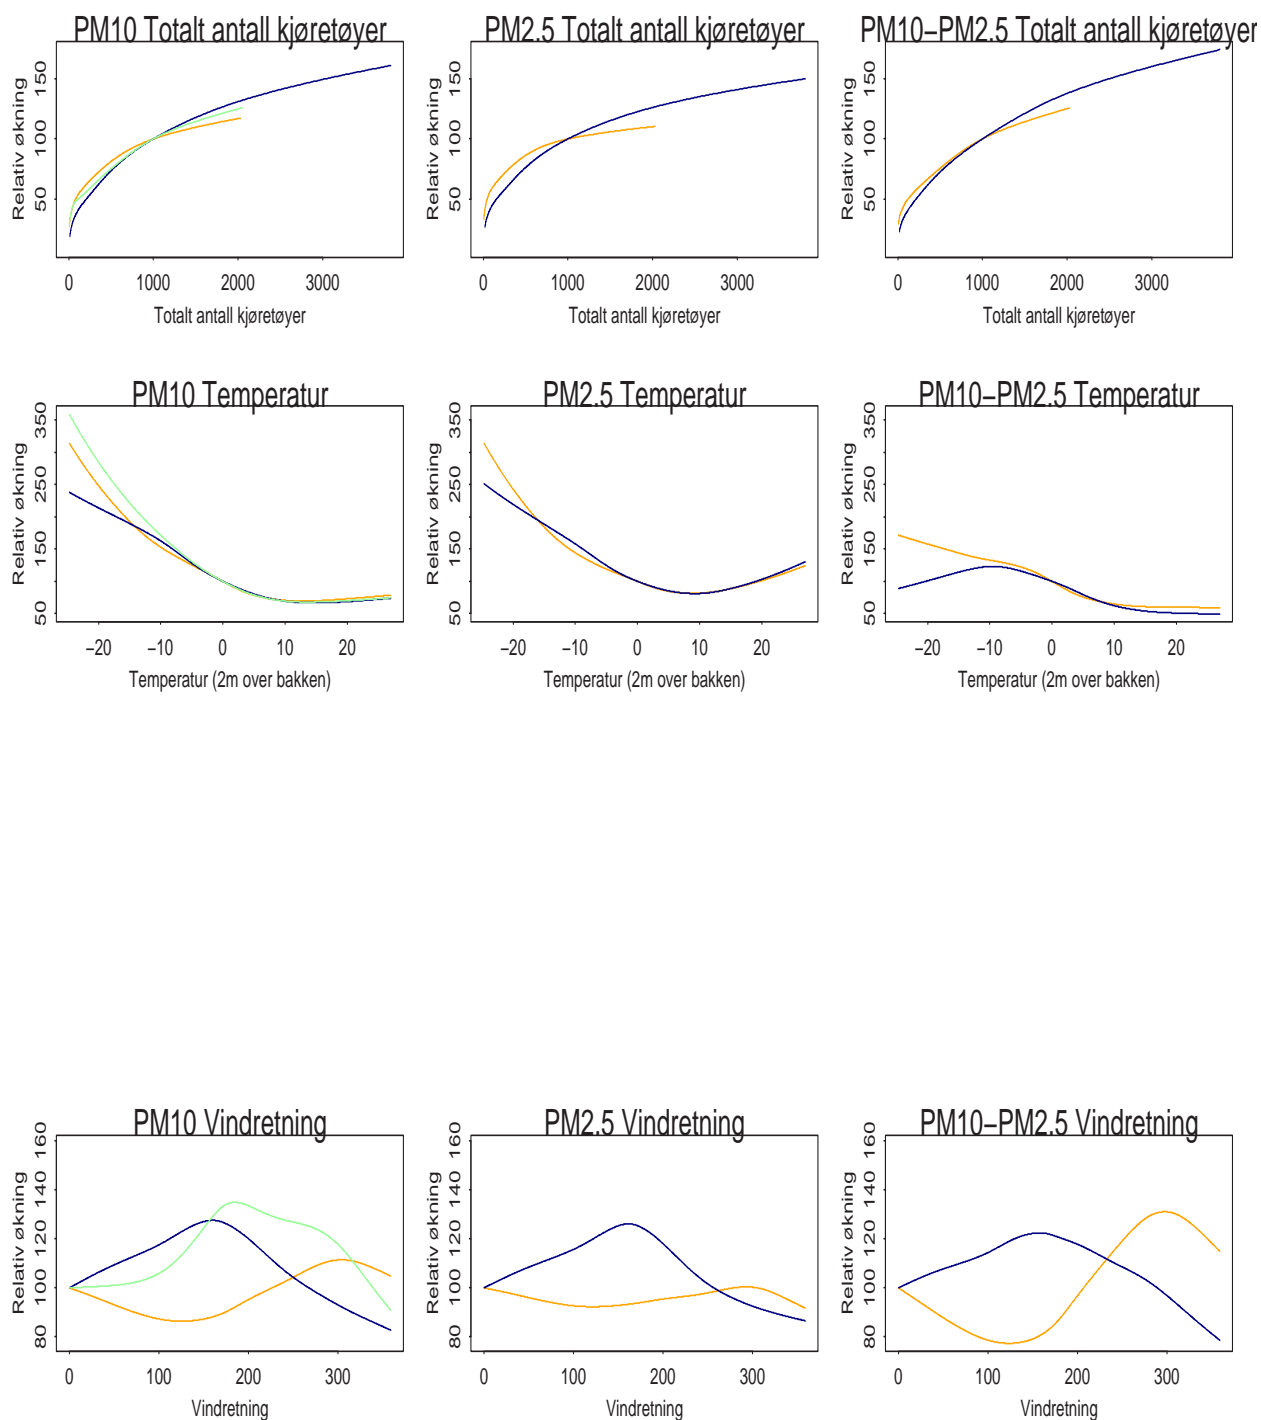 PM10 Totalt antall kjøretøyer
Relativ økning
50 100 150
0 1000 2000 3000
Totalt antall kjøretøyer
PM2.5 Totalt antall kjøretøyer
Relativ økning
50 100 150
0 1000 2000 3000
Totalt antall kjøretøyer
PM10−PM2.5 Totalt antall kjøretøyer
Relativ økning
50 100 150
0 1000 2000 3000
Totalt antall kjøretøyer
PM10 Temperatur
Relativ økning
50 150 250 350
−20 −10 0 10 20
Temperatur (2m over bakken)
PM2.5 Temperatur
Relativ økning
50 150 250 350
−20 −10 0 10 20
Temperatur (2m over bakken)
PM10−PM2.5 Temperatur
Relativ økning
50 150 250 350
−20 −10 0 10 20
Temperatur (2m over bakken)
PM10 Vindretning
Relativ økning
80 100 120 140 160
0 100 200 300
Vindretning
PM2.5 Vindretning
Relativ økning
80 100 120 140 160
0 100 200 300
Vindretning
PM10−PM2.5 Vindretning
Relativ økning
80 100 120 140 160
0 100 200 300
Vindretning